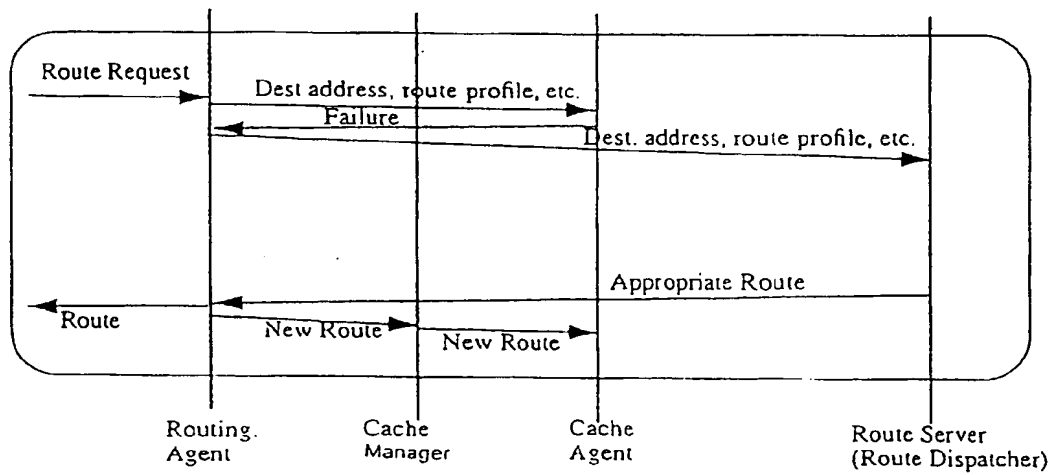 Route Request
Dest address, route profile, etc.
Failure
Dest. address, route profile, etc.
Appropriate Route
Route
New Route
New Route
Routing.
Agent
Cache
Manager
Cache
Agent
Route Server
(Route Dispatcher)